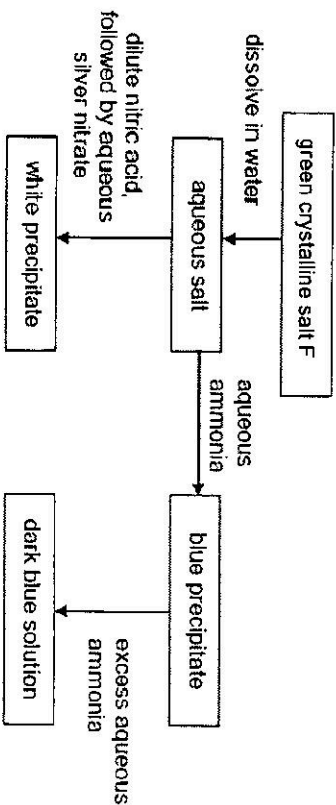 green crystalline salt F
dissolve in water
aqueous salt
aqueous
ammonia
blue precipitate
dilute nitric acid,
followed by aqueous
silver nitrate
excess aqueous
ammonia
white precipitate
dark blue solution